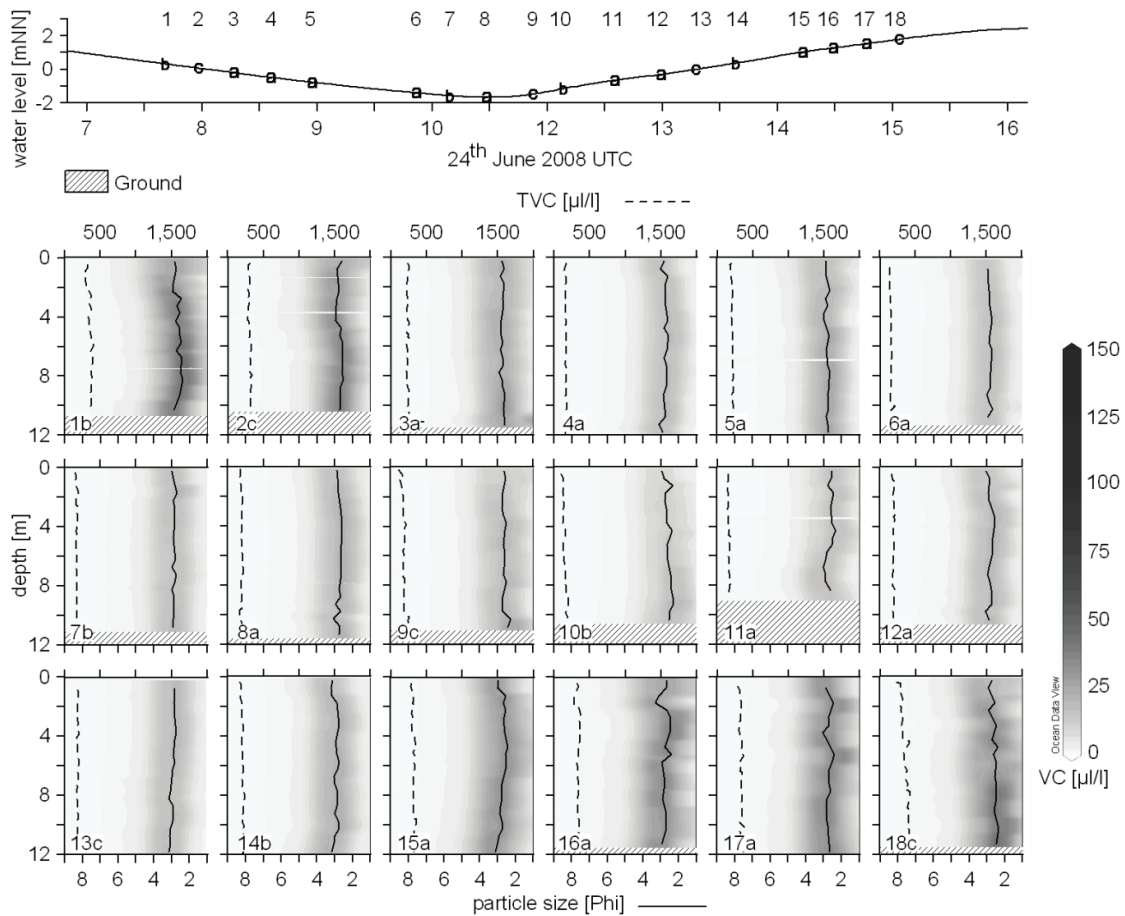 1 2 3 4 5 6 7 8 9 10 11 12 13 14 15 16 17 18
water level [mNN]
2
0
-2
b c a a a a b a c b a a c b a a a c
7 8 9 10 12 13 14 15 16
24th June 2008 UTC
Ground
TVC [µl/l]
500 1,500 500 1,500 500 1500 500 1,500 500 1,500 500 1,500
0
4
8
12
1b 2c 3a 4a 5a 6a
0
4
8
12
depth [m]
7b 8a 9c 10b 11a 12a
0
4
8
12
13c 14b 15a 16a 17a 18c
8 6 4 2 8 6 4 2 8 6 4 2 8 6 4 2 8 6 4 2 8 6 4 2
particle size [Phi]
150
125
100
75
50
25
0
VC [µl/l]
Ocean Data View